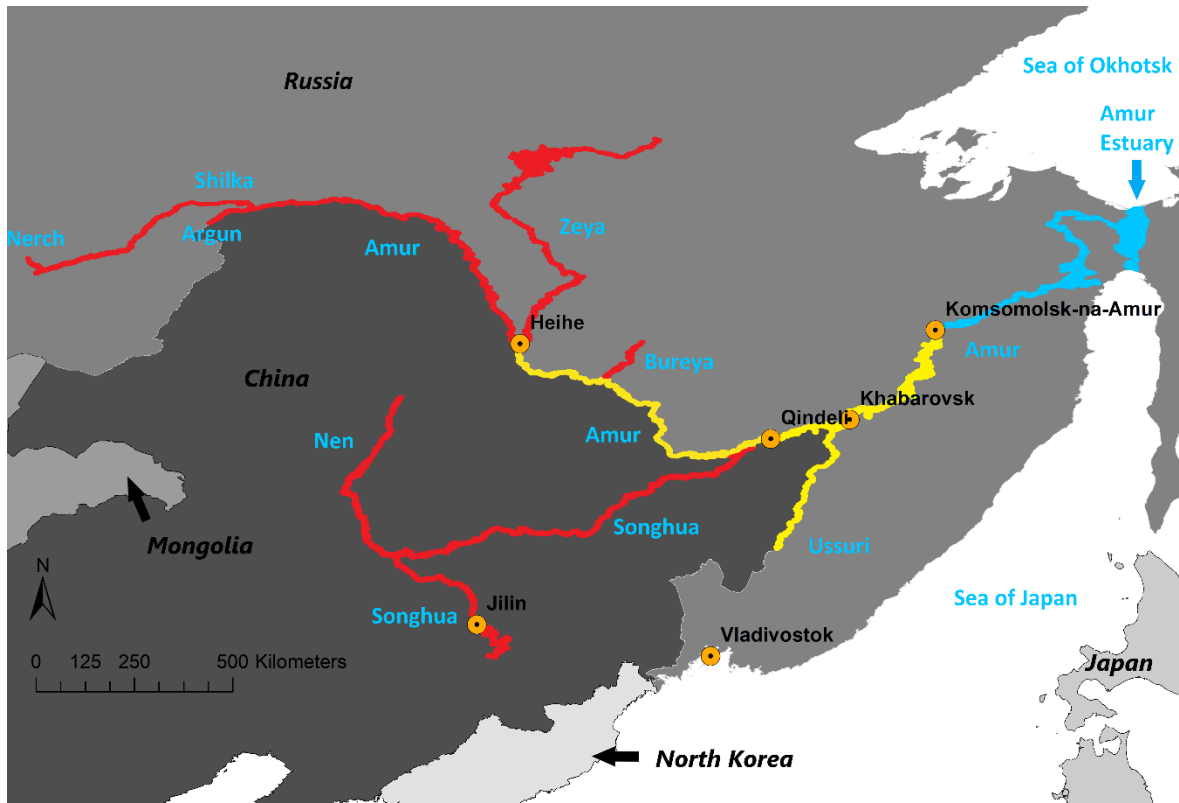 Sea of Okhotsk
Russia
Amur
Estuary
Shilka
Nerch
Argun
Amur
Zeya
Komsomolsk-na-Amur
Heihe
Amur
Bureya
China
Khabarovsk
Qindeli
Amur
Nen
Songhua
Ussuri
Mongolia
N
Sea of Japan
Jilin
Songhua
Vladivostok
0 125 250 500 Kilometers
Japan
North Korea